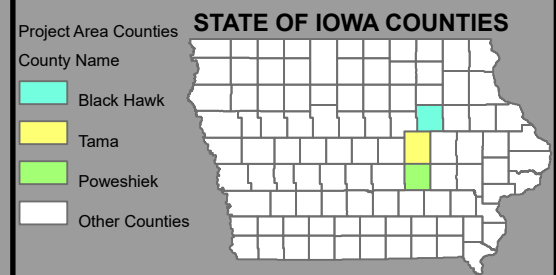 STATE OF IOWA COUNTIES
Project Area Counties
County Name
Black Hawk
Tama
Poweshiek
Other Counties